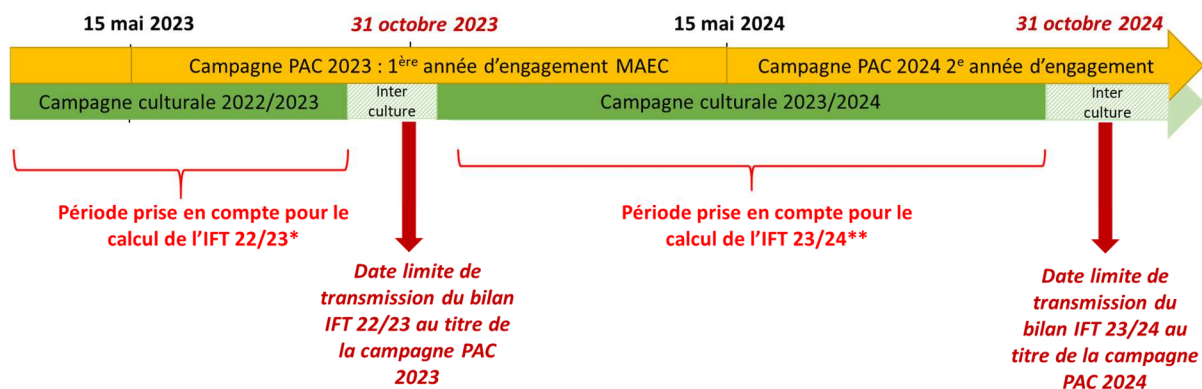 15 mai 2023
31 octobre 2023
15 mai 2024
31 octobre 2024
Campagne PAC 2023 : 1ère année d’engagement MAEC
Campagne PAC 2024 2e année d’engagement
Campagne culturale 2022/2023
Inter
culture
Campagne culturale 2023/2024
Inter
culture
Période prise en compte pour le
calcul de l’IFT 22/23*
Période prise en compte pour le
calcul de l’IFT 23/24**
Date limite de
transmission du bilan
IFT 22/23 au titre de
la campagne PAC
2023
Date limite de
transmission du
bilan IFT 23/24 au
titre de la campagne
PAC 2024